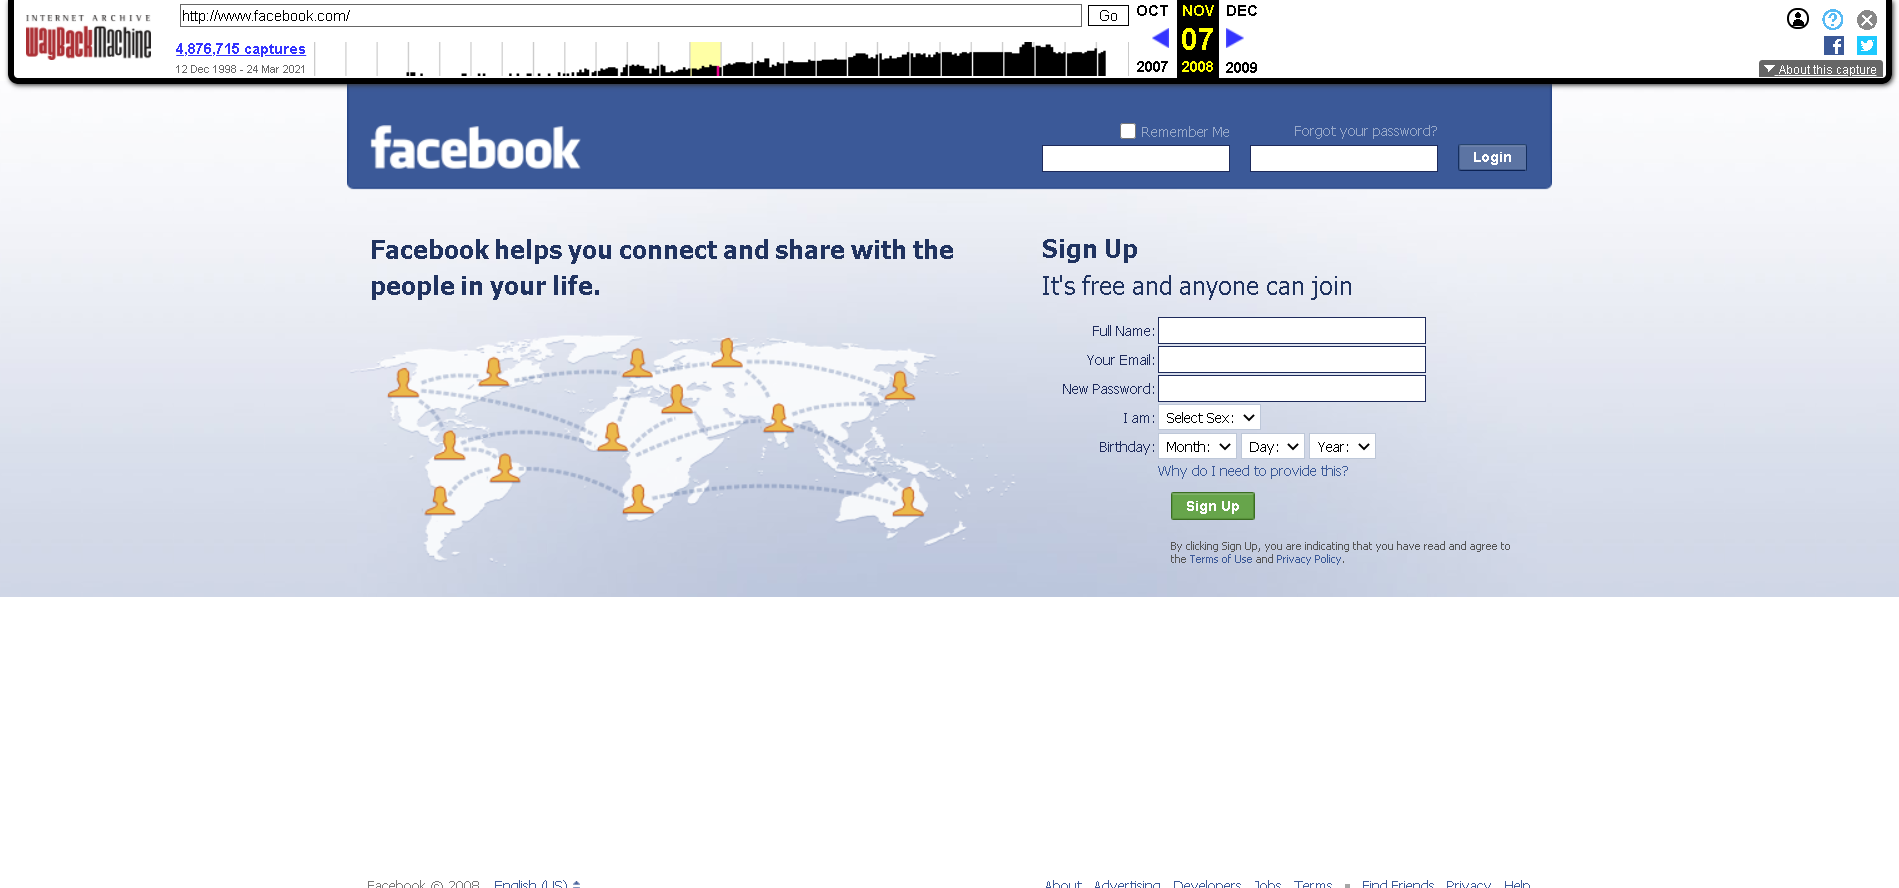 INTERNET ARCHIVE
WayBackMachine
http://www.facebook.com/
Go
4,876,715 captures
12 Dec 1998 - 24 Mar 2021
OCT NOV DEC
07
2007 2008 2009
About this capture
facebook
Remember Me
Forgot your password?
Login
Facebook helps you connect and share with the
people in your life.
Sign Up
It's free and anyone can join
Full Name:
Your Email:
New Password:
I am: Select Sex:
Birthday: Month: Day: Year:
Why do I need to provide this?
Sign Up
By clicking Sign Up, you are indicating that you have read and agree to
the Terms of Use and Privacy Policy.
Facebook © 2008 English (US)
About Advertising Developers Jobs Terms ▪ Find Friends Privacy Help